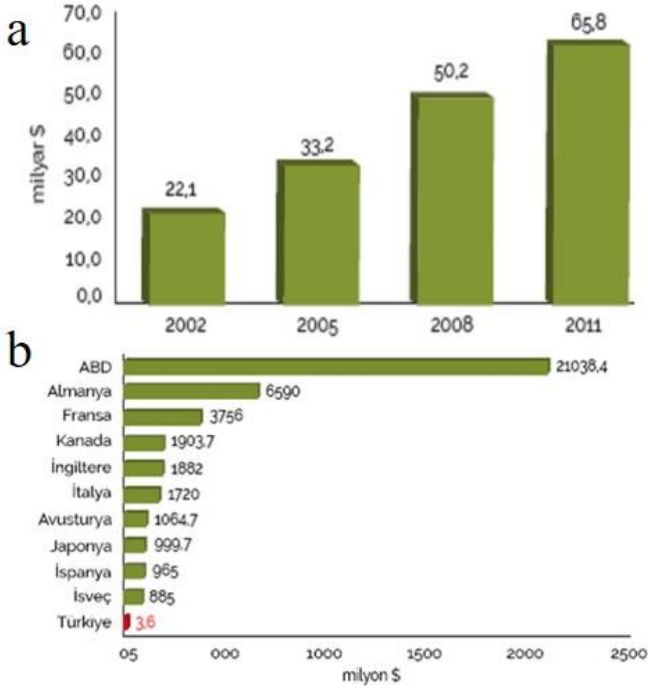 a
milyar $
70,0
60,0
50,0
40,0
30,0
20,0
10,0
0,0
22,1
33,2
50,2
65,8
2002 2005 2008 2011
b
ABD 21038,4
Almanya 6590
Fransa 3756
Kanada 1903,7
İngiltere 1882
İtalya 1720
Avusturya 1064,7
Japonya 999,7
İspanya 965
İsveç 885
Türkiye 3,6
05 000 1000 1500 2000 2500
milyon $